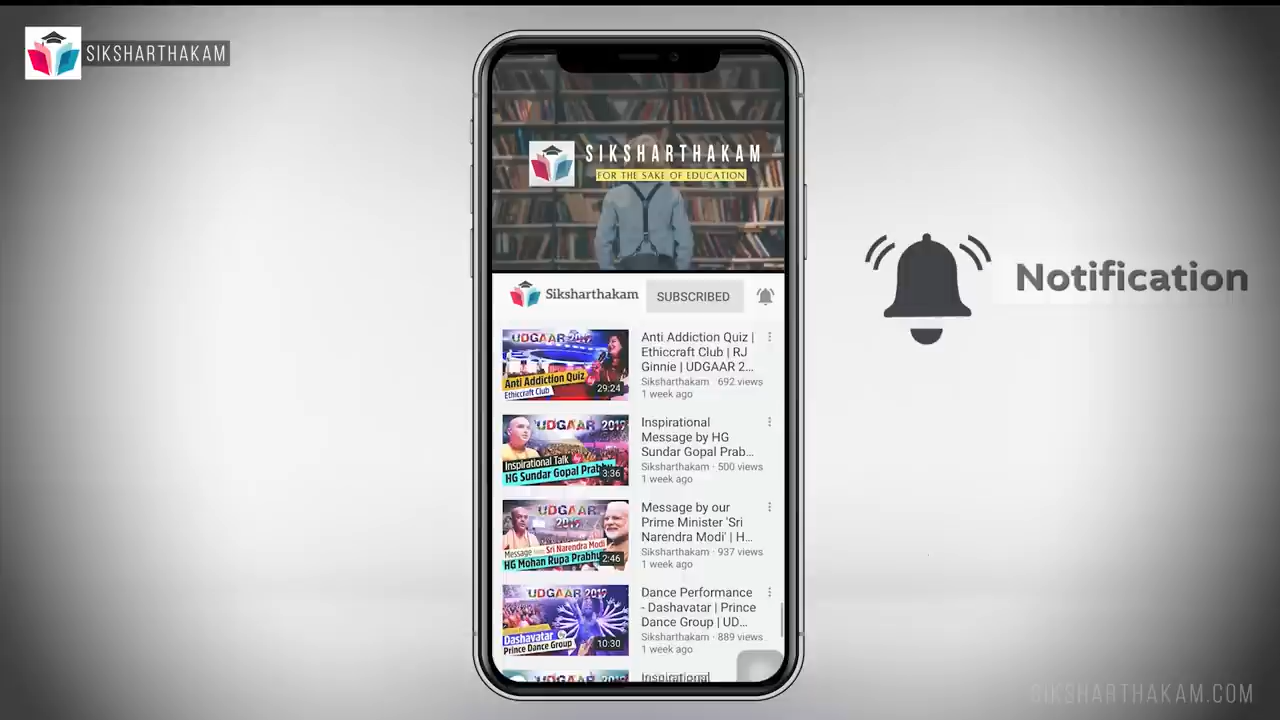 SIKSHARTHAKAM
SIKSHARTHAKAM
FOR THE SAKE OF EDUCATION
Siksharthakam
SUBSCRIBED
Notification
UDGAAR 2019
Anti Addiction Quiz
Ethiccraft Club
29:24
Anti Addiction Quiz |
Ethiccraft Club | RJ
Ginnie | UDGAAR 2...
Siksharthakam 692 views
1 week ago
UDGAAR 2019
Inspirational Talk by
HG Sundar Gopal Prabhu
3:36
Inspirational
Message by HG
Sundar Gopal Prab...
Siksharthakam · 500 views
1 week ago
UDGAAR
2019
Message from Sri Narendra Modi
HG Mohan Rupa Prabhu
2:46
Message by our
Prime Minister 'Sri
Narendra Modi' | H...
Siksharthakam · 937 views
1 week ago
UDGAAR 2019
Dashavatar by
Prince Dance Group
10:30
Dance Performance
- Dashavatar | Prince
Dance Group | UD...
Siksharthakam · 889 views
1 week ago
UDGAAR 2019
Inspirational
SIKSHARTHAKAM.COM